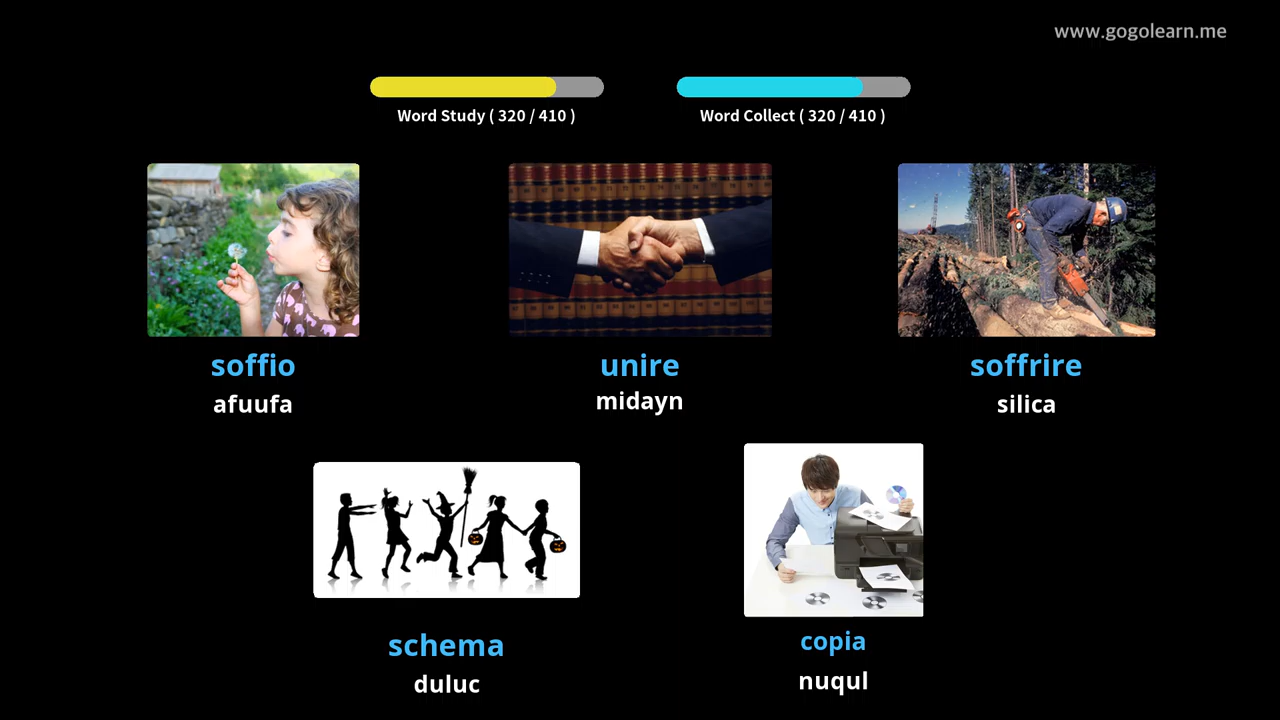 www.gogolearn.me
Word Study ( 320 / 410 )
Word Collect ( 320 / 410 )
soffio
afuufa
unire
midayn
soffrire
silica
schema
duluc
copia
nuqul